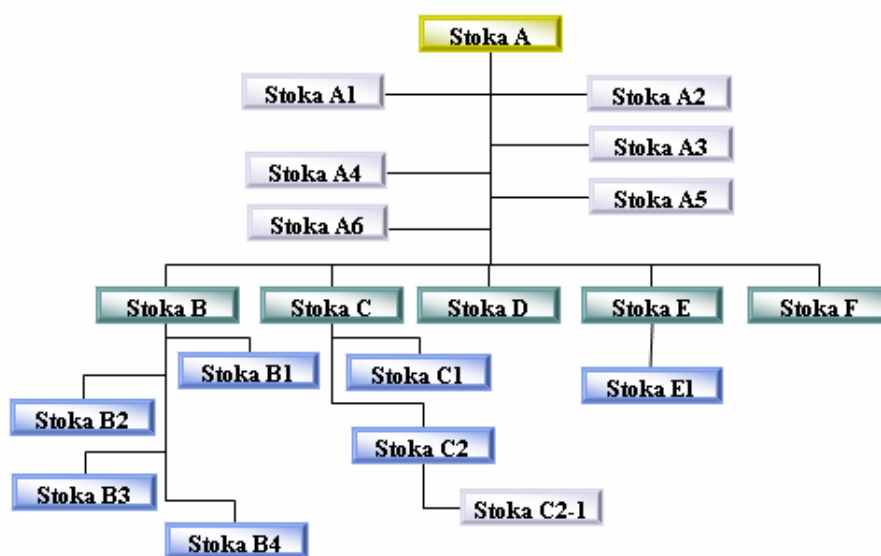 Stoka A
Stoka A1
Stoka A2
Stoka A3
Stoka A4
Stoka A5
Stoka A6
Stoka B
Stoka C
Stoka D
Stoka E
Stoka F
Stoka B1
Stoka C1
Stoka E1
Stoka B2
Stoka C2
Stoka B3
Stoka C2-1
Stoka B4